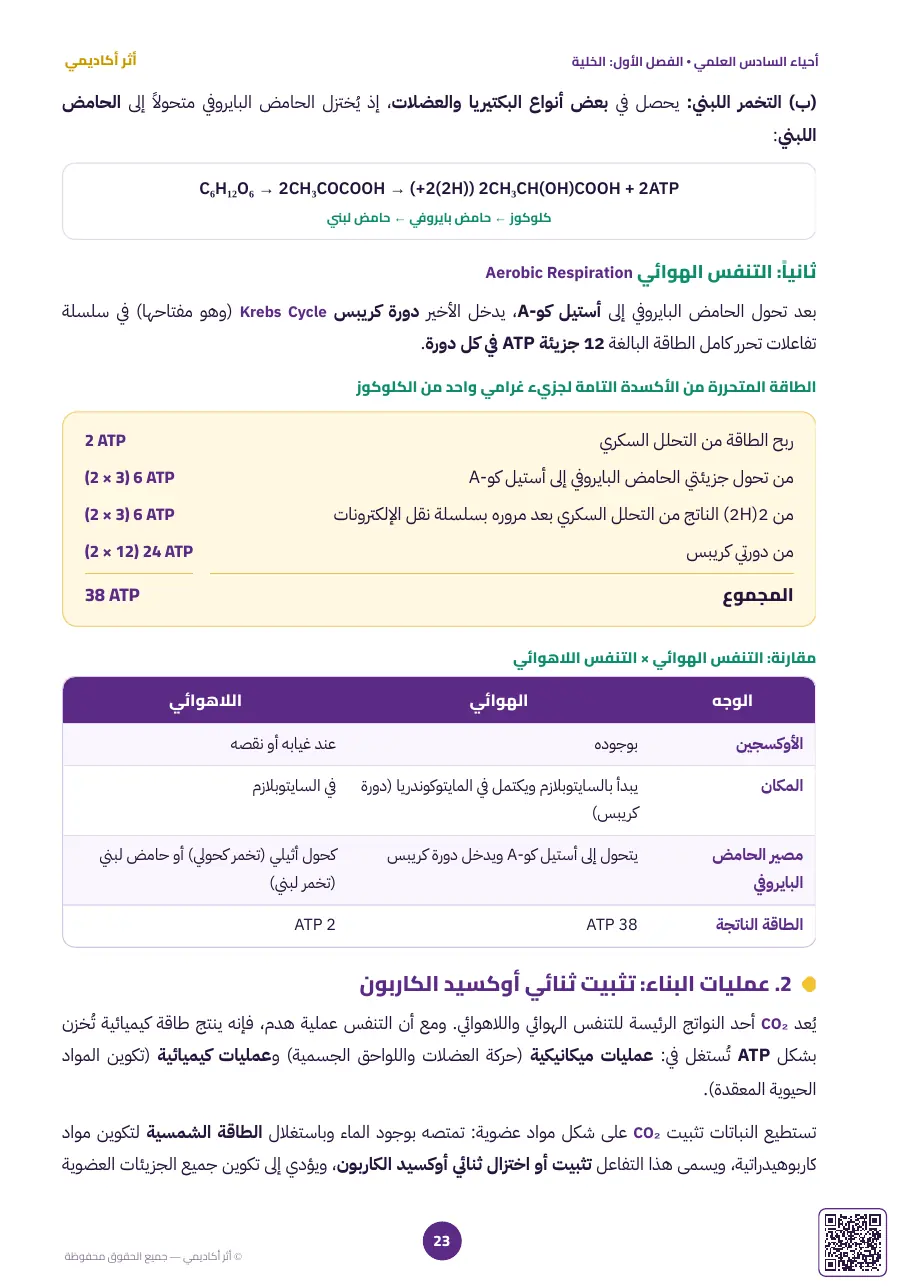 أحياء السادس العلمي • الفصل الأول: الخلية
أثر أكاديمي
(ب) التخمر اللبني: يحصل في بعض أنواع البكتيريا والعضلات، إذ يُختزل الحامض البايروفي متحولاً إلى الحامض
اللبني:
C₆H₁₂O₆ → 2CH₃COCOOH → (+2(2H)) 2CH₃CH(OH)COOH + 2ATP
كلوكوز ← حامض بايروفي ← حامض لبني
ثانياً: التنفس الهوائي Aerobic Respiration
بعد تحول الحامض البايروفي إلى أستيل كو-A، يدخل الأخير دورة كريبس Krebs Cycle (وهو مفتاحها) في سلسلة
تفاعلات تحرر كامل الطاقة البالغة 12 جزيئة ATP في كل دورة.
الطاقة المتحررة من الأكسدة التامة لجزيء غرامي واحد من الكلوكوز
ربح الطاقة من التحلل السكري 2 ATP
من تحول جزيئتي الحامض البايروفي إلى أستيل كو-A (2 × 3) 6 ATP
من 2(2H) الناتج من التحلل السكري بعد مروره بسلسلة نقل الإلكترونات (2 × 3) 6 ATP
من دورتي كريبس (2 × 12) 24 ATP
المجموع 38 ATP
مقارنة: التنفس الهوائي × التنفس اللاهوائي
الوجه الهوائي اللاهوائي
الأوكسجين بوجوده عند غيابه أو نقصه
المكان يبدأ بالسايتوبلازم ويكتمل في المايتوكوندريا (دورة في السايتوبلازم
كريبس)
مصير الحامض يتحول إلى أستيل كو-A ويدخل دورة كريبس كحول أثيلي (تخمر كحولي) أو حامض لبني
البايروفي (تخمر لبني)
الطاقة الناتجة 38 ATP 2 ATP
2. عمليات البناء: تثبيت ثنائي أوكسيد الكاربون
يُعد CO₂ أحد النواتج الرئيسة للتنفس الهوائي واللاهوائي. ومع أن التنفس عملية هدم، فإنه ينتج طاقة كيميائية تُخزن
بشكل ATP تُستغل في: عمليات ميكانيكية (حركة العضلات واللواحق الجسمية) وعمليات كيميائية (تكوين المواد
الحيوية المعقدة).
تستطيع النباتات تثبيت CO₂ على شكل مواد عضوية: تمتصه بوجود الماء وباستغلال الطاقة الشمسية لتكوين مواد
كاربوهيدراتية، ويسمى هذا التفاعل تثبيت أو اختزال ثنائي أوكسيد الكاربون، ويؤدي إلى تكوين جميع الجزيئات العضوية
23
© أثر أكاديمي — جميع الحقوق محفوظة